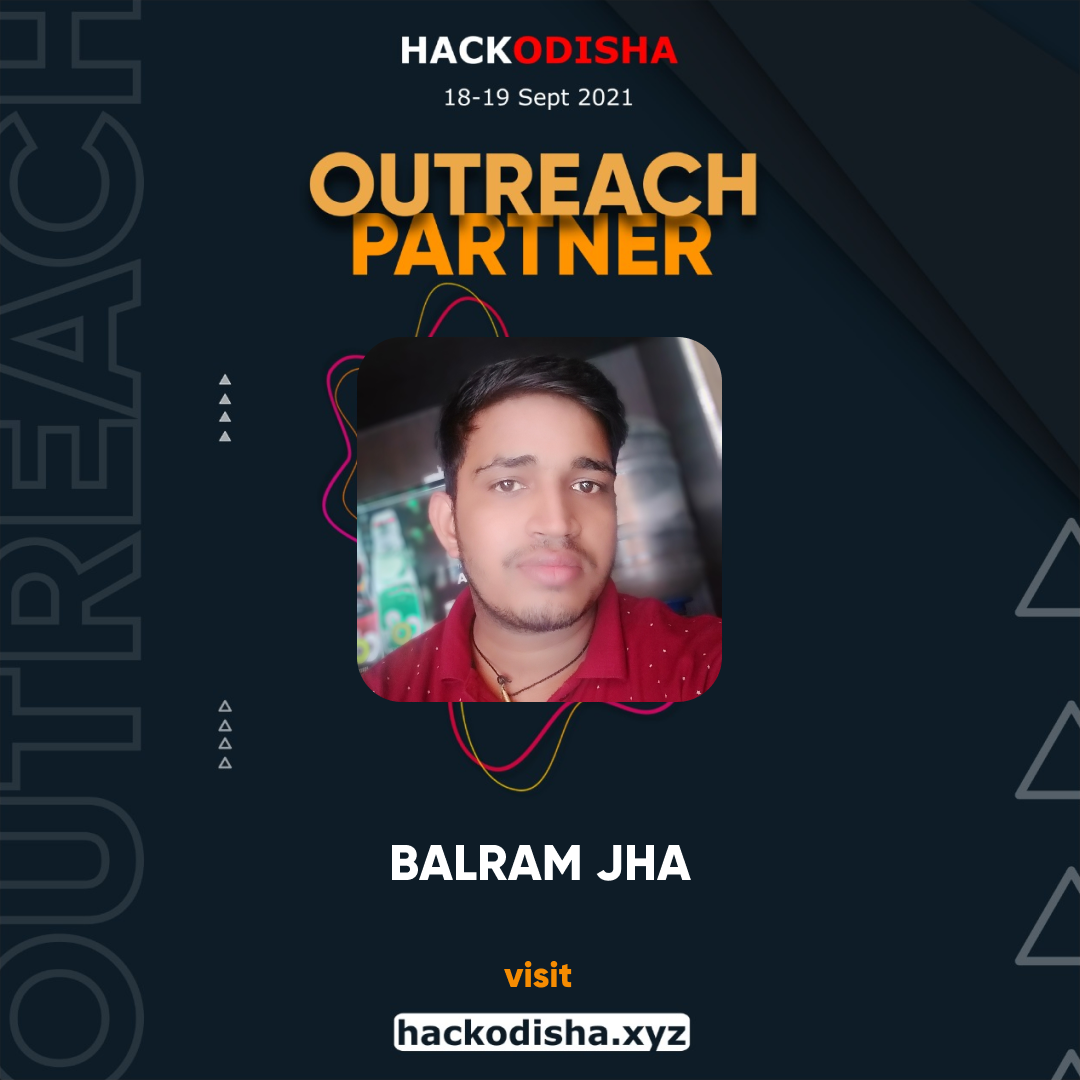 HACKODISHA
18-19 Sept 2021
OUTREACH
PARTNER
OUTREACH
BALRAM JHA
visit
hackodisha.xyz